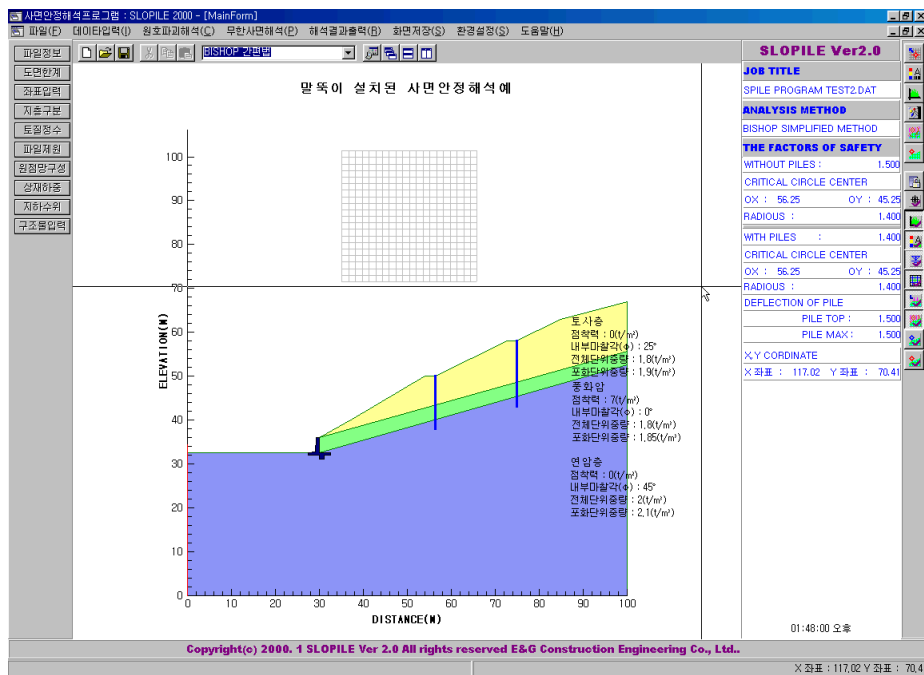 사면안정해석프로그램 : SLOPILE 2000 - [MainForm]
파일(F) 데이타입력(I) 원호파괴해석(C) 무한사면해석(P) 해석결과출력(R) 화면저장(S) 환경설정(S) 도움말(H)
BISHOP 간편법
파일정보
도면한계
좌표입력
지층구분
토질정수
파일제원
원점망구성
상재하중
지하수위
구조물입력
말뚝이 설치된 사면안정해석예
ELEVATION(M)
100
90
80
70
60
50
40
30
20
10
0
0 10 20 30 40 50 60 70 80 90 100
DISTANCE(M)
토사층
점착력 : 0(t/m²)
내부마찰각(Φ) : 25°
전체단위중량 : 1,8(t/m³)
포화단위중량 : 1,9(t/m³)
풍화암
점착력 : 7(t/m²)
내부마찰각(Φ) : 0°
전체단위중량 : 1,8(t/m³)
포화단위중량 : 1,85(t/m³)
연암층
점착력 : 0(t/m²)
내부마찰각(Φ) : 45°
전체단위중량 : 2(t/m³)
포화단위중량 : 2,1(t/m³)
SLOPILE Ver2.0
JOB TITLE
SPILE PROGRAM TEST2.DAT
ANALYSIS METHOD
BISHOP SIMPLIFIED METHOD
THE FACTORS OF SAFETY
WITHOUT PILES : 1.500
CRITICAL CIRCLE CENTER
OX : 56.25 OY : 45.25
RADIOUS : 1.400
WITH PILES : 1.400
CRITICAL CIRCLE CENTER
OX : 56.25 OY : 45.25
RADIOUS : 1.400
DEFLECTION OF PILE
PILE TOP : 1.500
PILE MAX : 1.500
X,Y CORDINATE
X 좌표 : 117.02 Y 좌표 : 70.41
01:48:00 오후
Copyright(c) 2000. 1 SLOPILE Ver 2.0 All rights reserved E&G Construction Engineering Co., Ltd..
X 좌표 : 117,02 Y 좌표 : 70,4